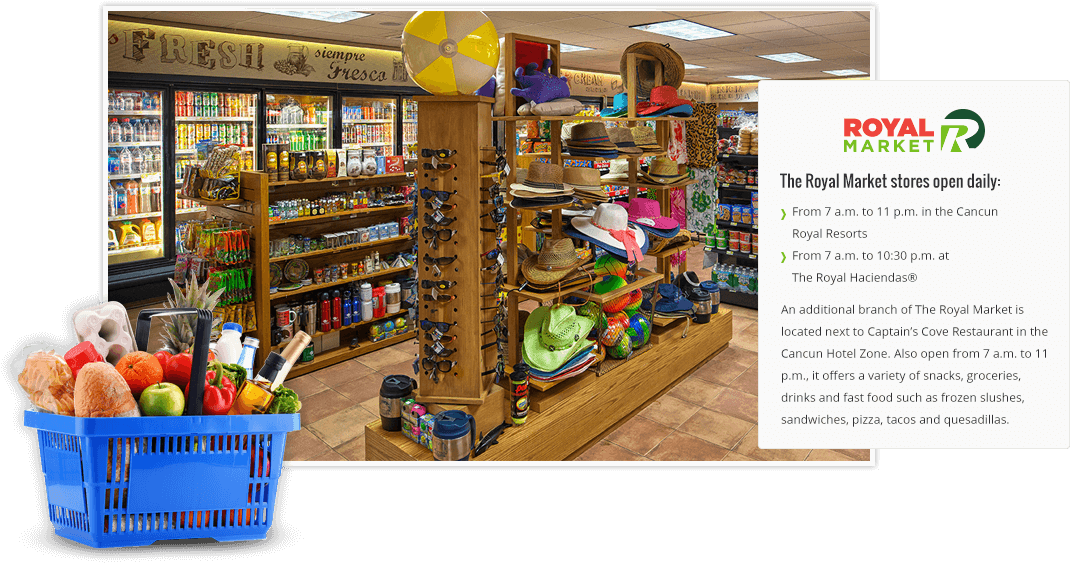 FRESH
siempre
Fresco
ROYAL
MARKET
The Royal Market stores open daily:
From 7 a.m. to 11 p.m. in the Cancun
Royal Resorts
From 7 a.m. to 10:30 p.m. at
The Royal Haciendas®
An additional branch of The Royal Market is
located next to Captain’s Cove Restaurant in the
Cancun Hotel Zone. Also open from 7 a.m. to 11
p.m., it offers a variety of snacks, groceries,
drinks and fast food such as frozen slushes,
sandwiches, pizza, tacos and quesadillas.